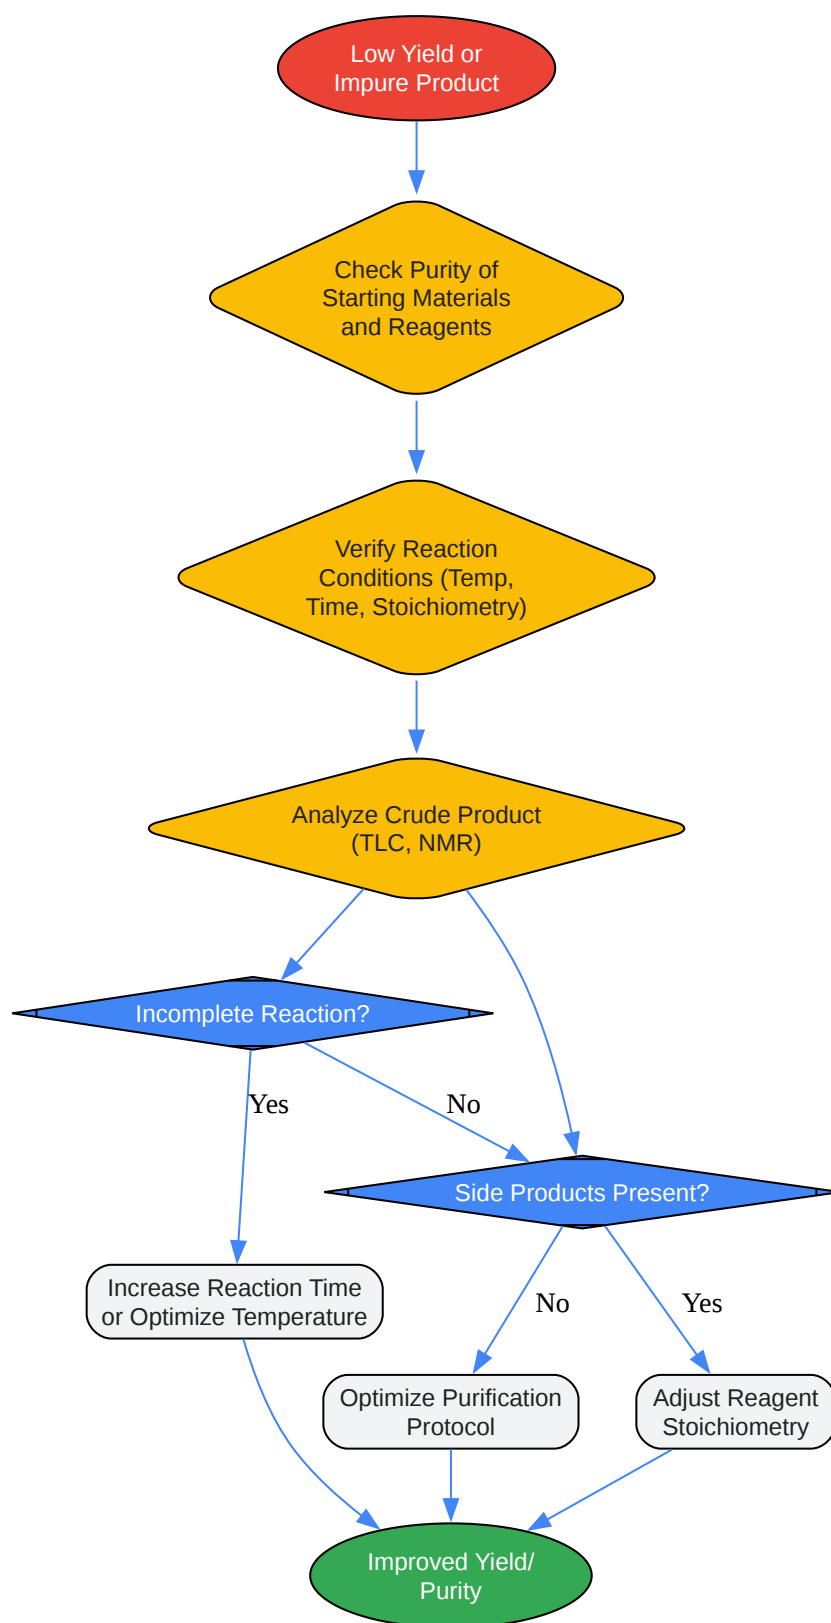 Low Yield or
Impure Product
Check Purity of
Starting Materials
and Reagents
Verify Reaction
Conditions (Temp,
Time, Stoichiometry)
Analyze Crude Product
(TLC, NMR)
Incomplete Reaction?
Yes
No
Side Products Present?
Increase Reaction Time
or Optimize Temperature
No
Yes
Optimize Purification
Protocol
Adjust Reagent
Stoichiometry
Improved Yield/
Purity